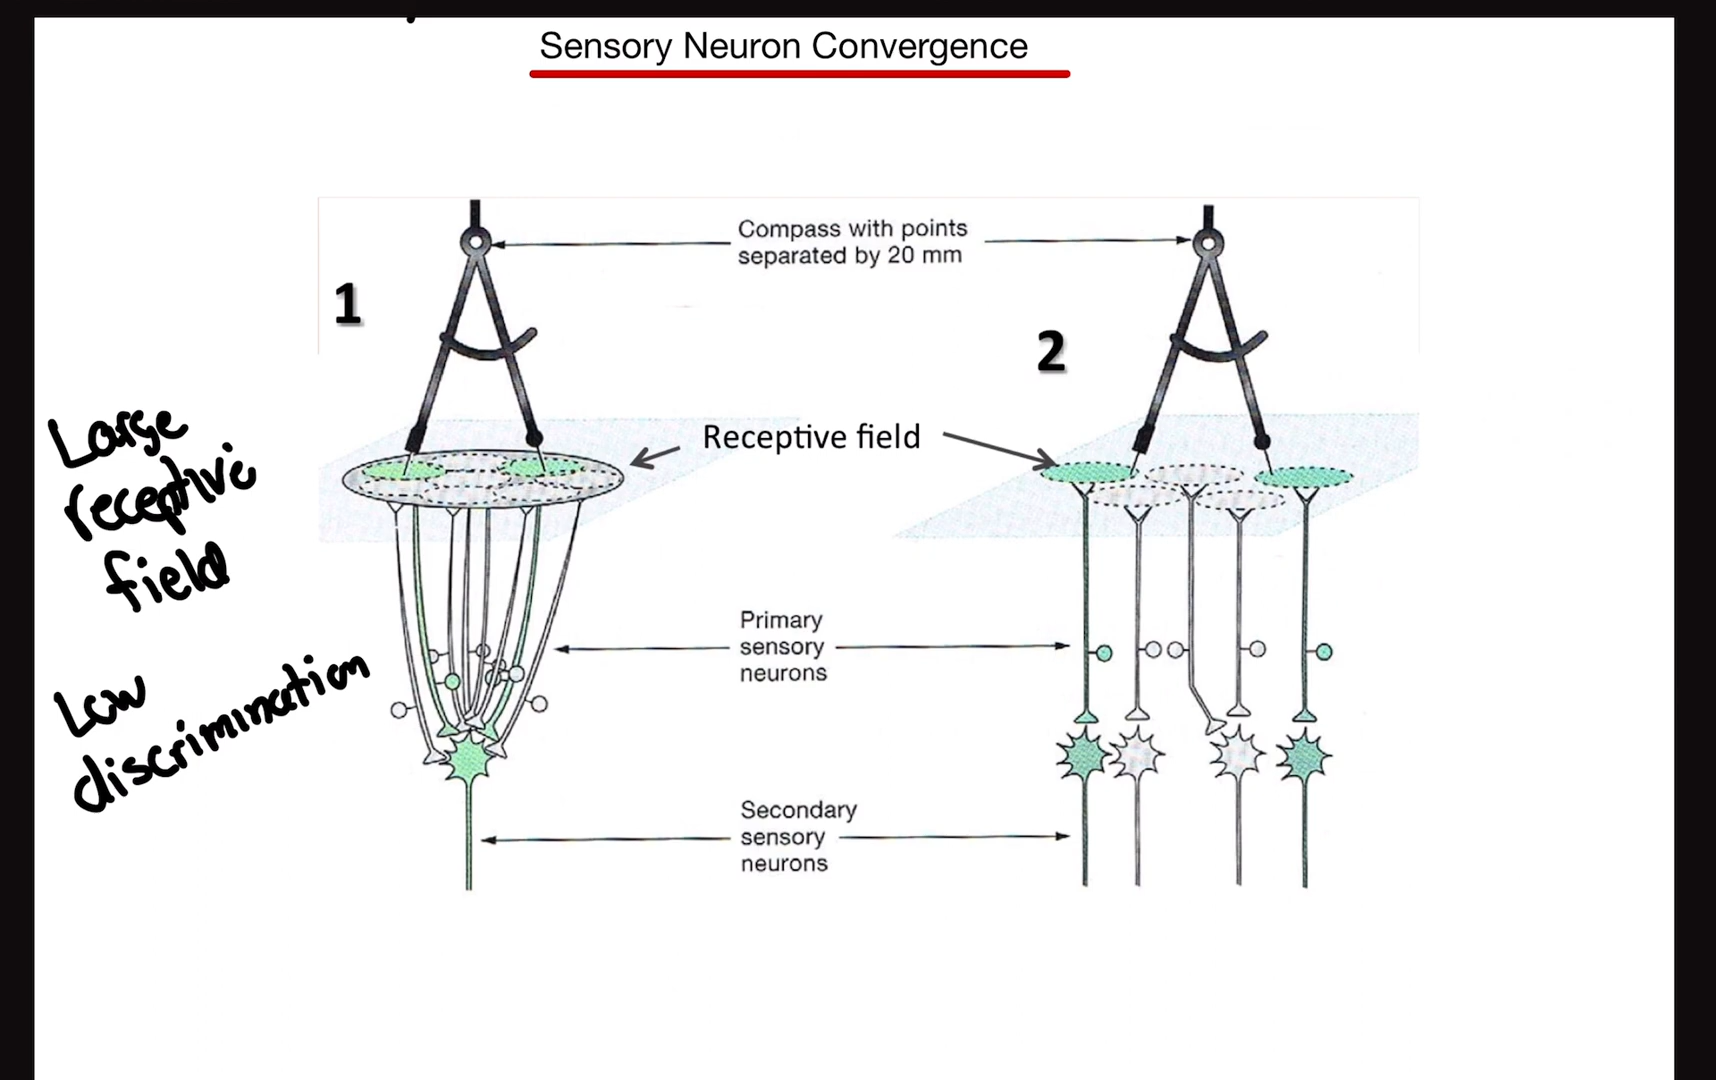 Sensory Neuron Convergence
Compass with points
separated by 20 mm
1
2
Receptive field
Large
receptive
field
Primary
sensory
neurons
Low
discrimination
Secondary
sensory
neurons